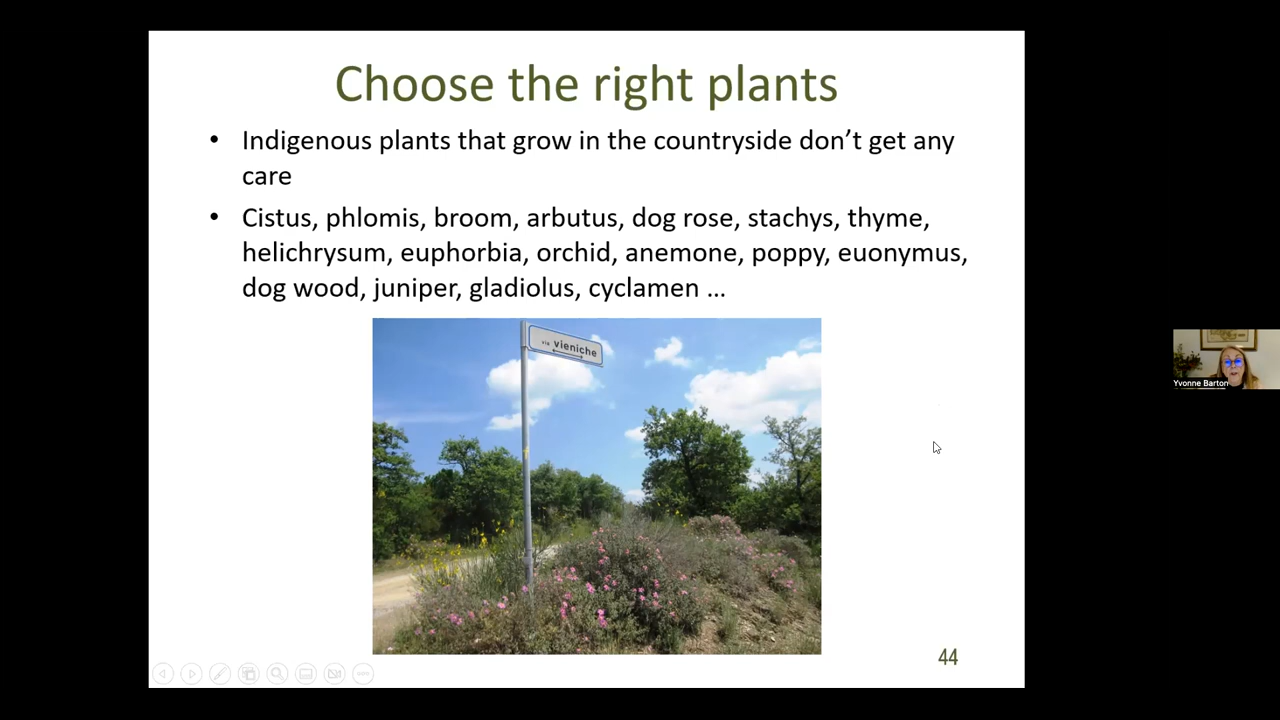 Choose the right plants
• Indigenous plants that grow in the countryside don’t get any
care
• Cistus, phlomis, broom, arbutus, dog rose, stachys, thyme,
helichrysum, euphorbia, orchid, anemone, poppy, euonymus,
dog wood, juniper, gladiolus, cyclamen ...
via vieniche
Yvonne Barton
44